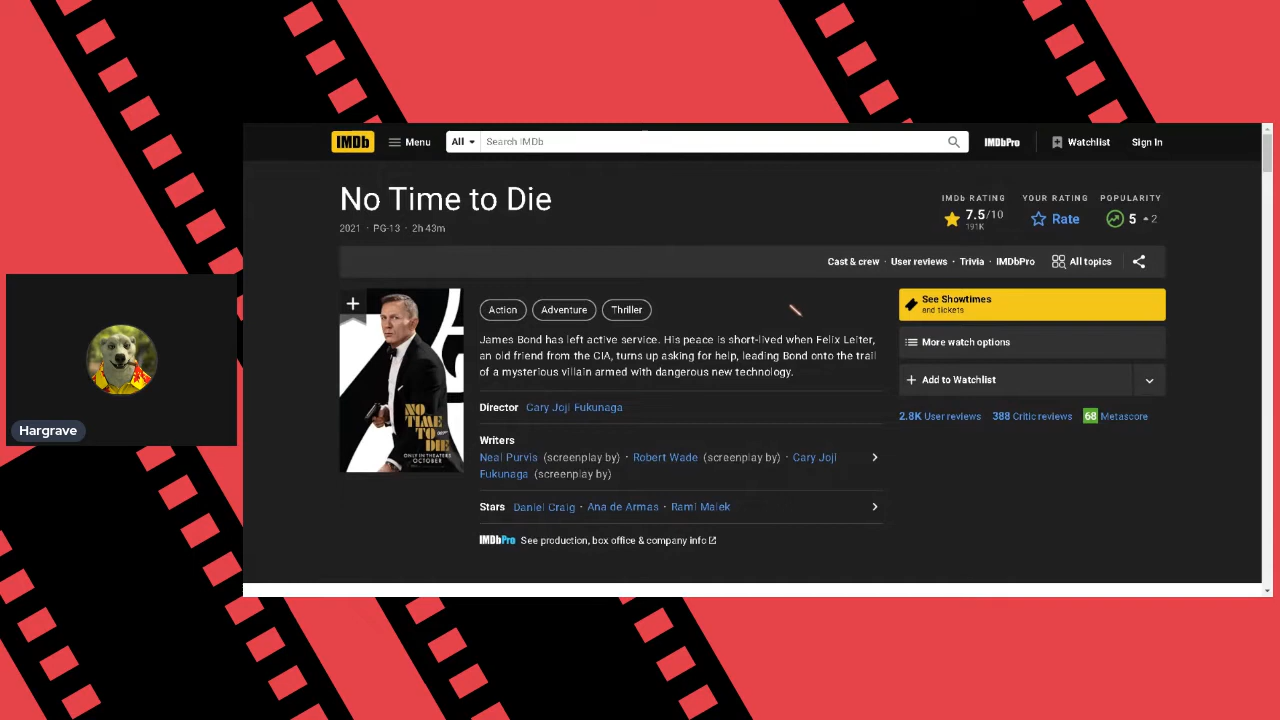 IMDb
Menu
All
Search IMDb
IMDbPro
Watchlist
Sign In
No Time to Die
2021 · PG-13 · 2h 43m
IMDb RATING
7.5/10
191K
YOUR RATING
Rate
POPULARITY
5
2
Cast & crew · User reviews · Trivia · IMDbPro
All topics
NO
TIME
TO
DIE
ONLY IN THEATERS
OCTOBER
Action
Adventure
Thriller
James Bond has left active service. His peace is short-lived when Felix Leiter,
an old friend from the CIA, turns up asking for help, leading Bond onto the trail
of a mysterious villain armed with dangerous new technology.
Director Cary Joji Fukunaga
Writers
Neal Purvis (screenplay by) · Robert Wade (screenplay by) · Cary Joji
Fukunaga (screenplay by)
Stars Daniel Craig · Ana de Armas · Rami Malek
IMDbPro See production, box office & company info
See Showtimes
and tickets
More watch options
Add to Watchlist
2.8K User reviews
388 Critic reviews
68 Metascore
Hargrave